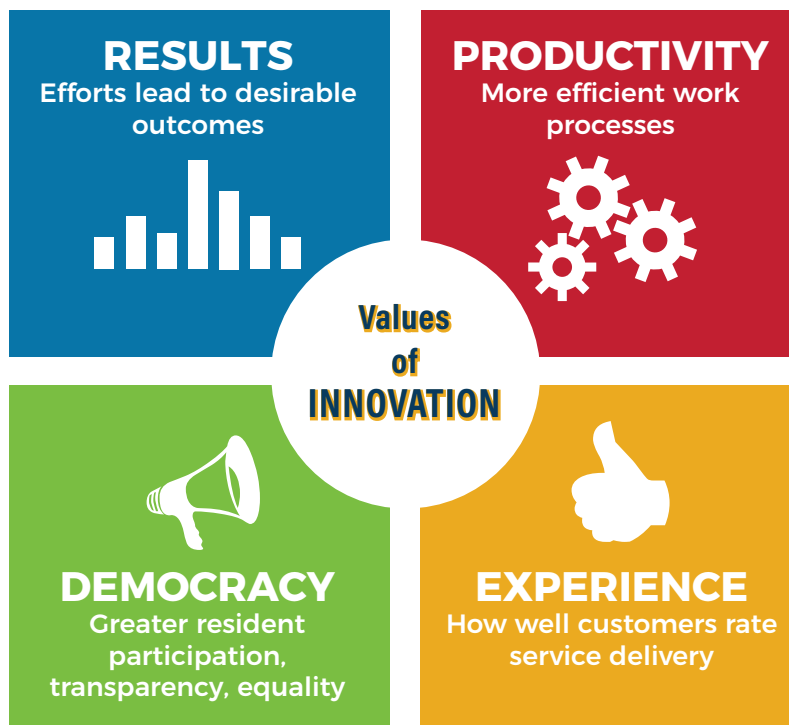 RESULTS
Efforts lead to desirable
outcomes
PRODUCTIVITY
More efficient work
processes
Values
of
INNOVATION
DEMOCRACY
Greater resident
participation,
transparency, equality
EXPERIENCE
How well customers rate
service delivery